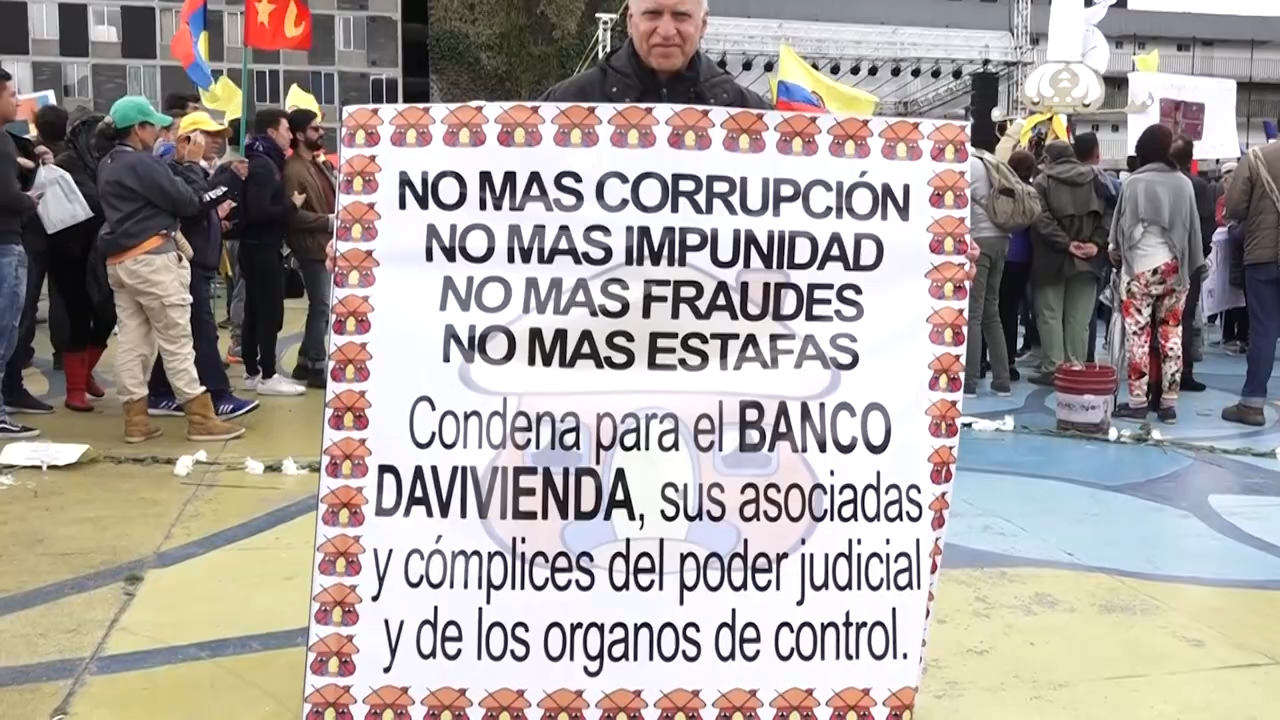 NO MAS CORRUPCIÓN
NO MAS IMPUNIDAD
NO MAS FRAUDES
NO MAS ESTAFAS
Condena para el BANCO
DAVIVIENDA, sus asociadas
y cómplices del poder judicial
y de los organos de control.